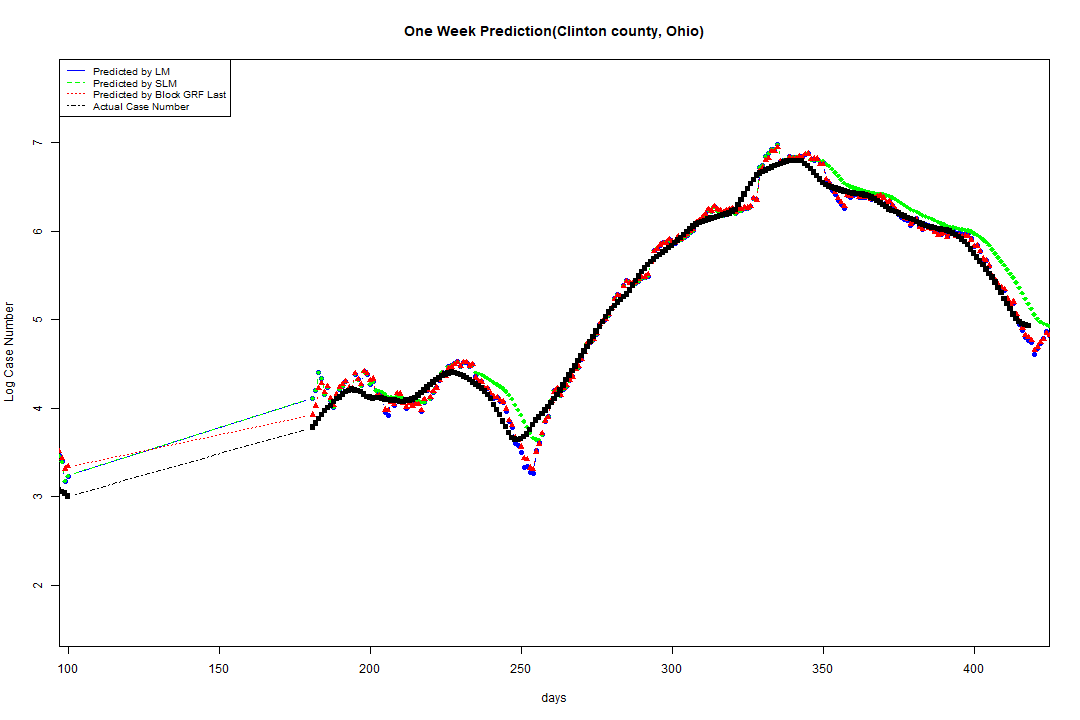 One Week Prediction(Clinton county, Ohio)
Predicted by LM
Predicted by SLM
Predicted by Block GRF Last
Actual Case Number
7
6
5
4
3
2
Log Case Number
100 150 200 250 300 350 400
days